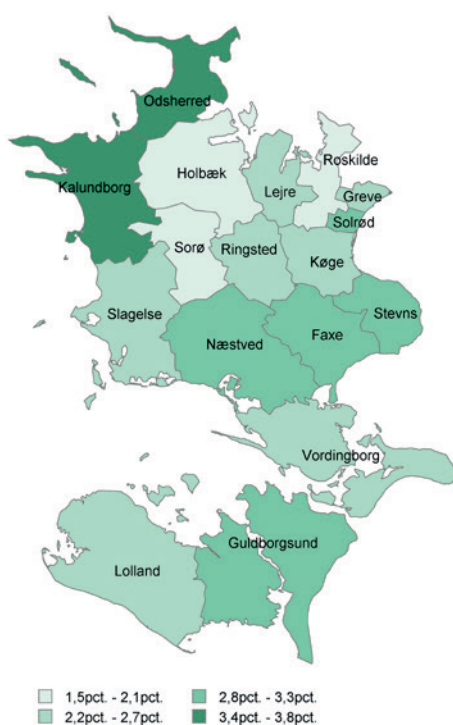 Odsherred
Roskilde
Holbæk
Kalundborg
Lejre
Greve
Solrød
Sorø
Ringsted
Køge
Slagelse
Stevns
Næstved
Faxe
Vordingborg
Guldborgsund
Lolland
1,5pct. - 2,1pct.
2,8pct. - 3,3pct.
2,2pct. - 2,7pct.
3,4pct. - 3,8pct.